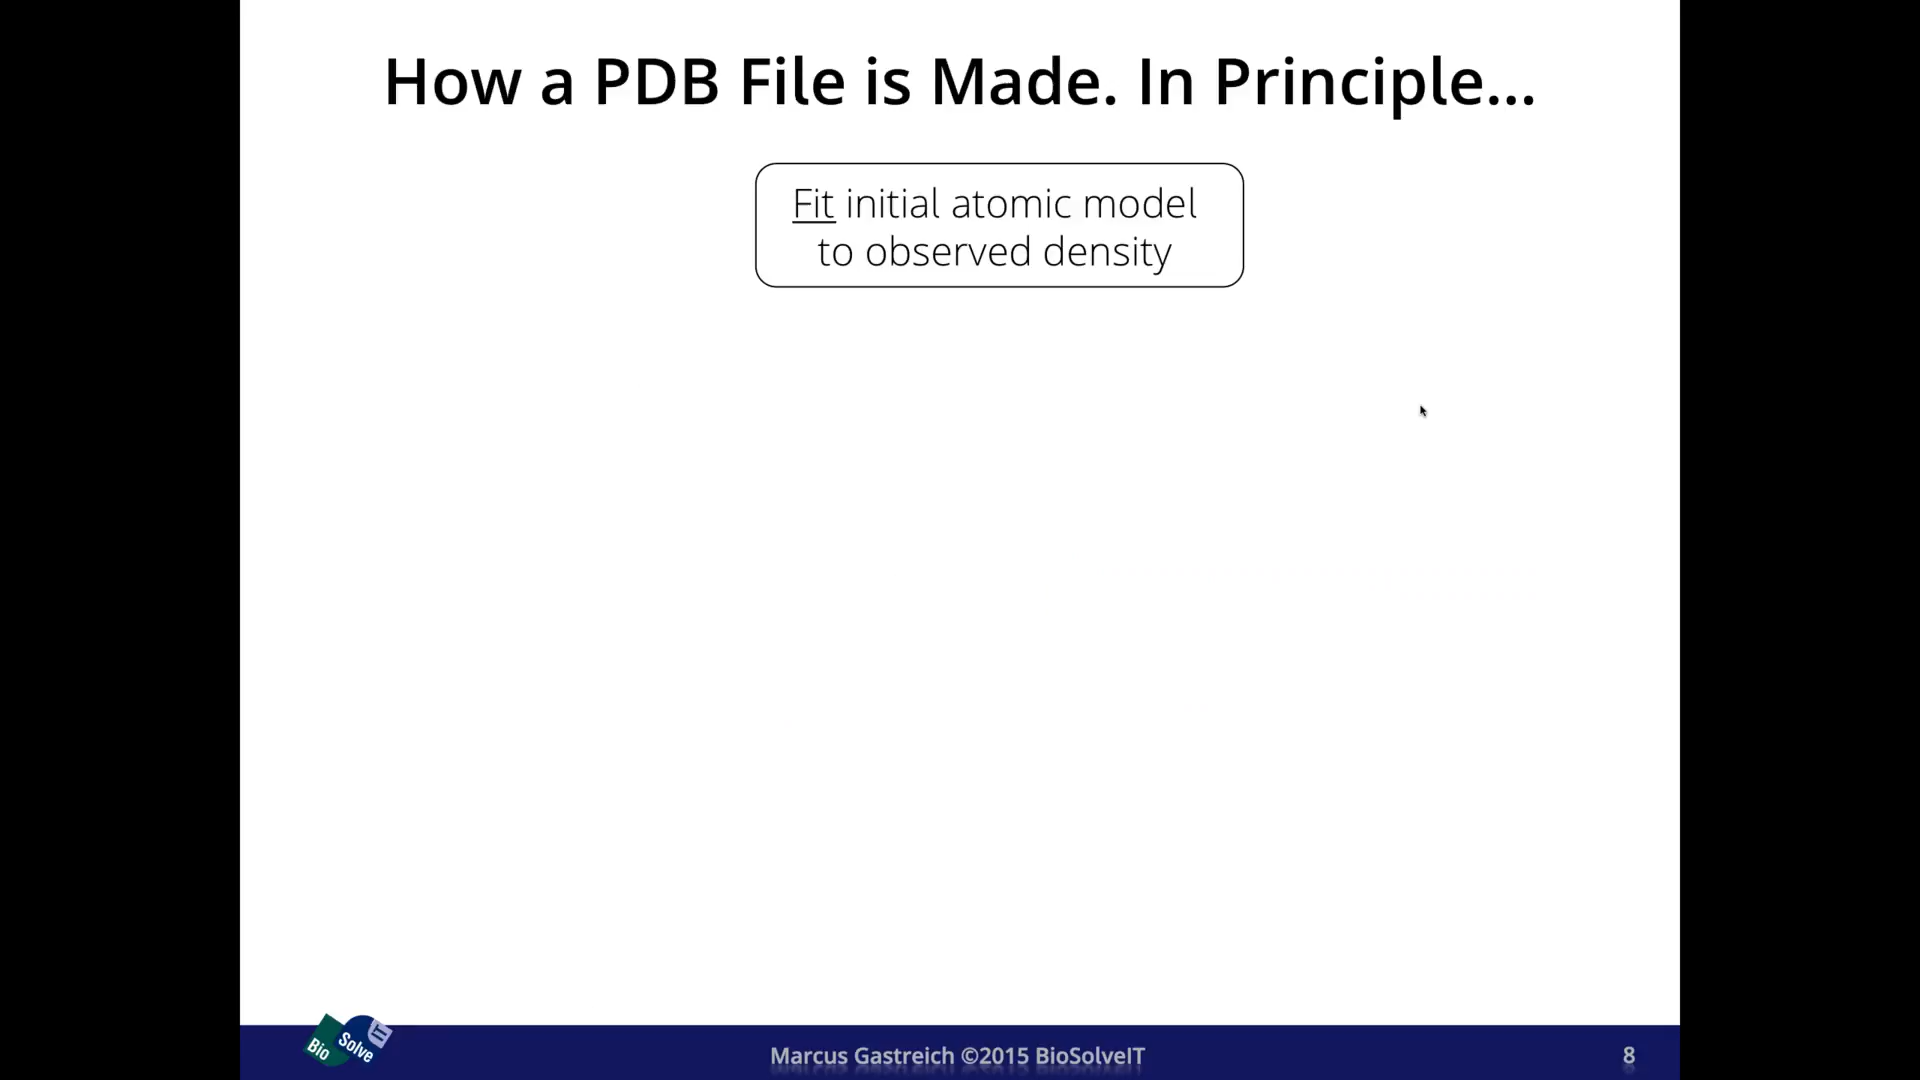 How a PDB File is Made. In Principle...
Fit initial atomic model
to observed density
Bio Solve IT
Marcus Gastreich ©2015 BioSolveIT
8